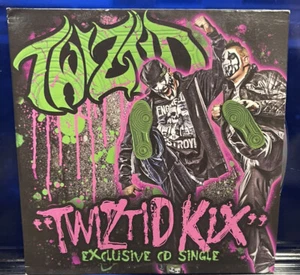 TWIZTID
"TWIZTID KIX"
EXCLUSIVE CD SINGLE